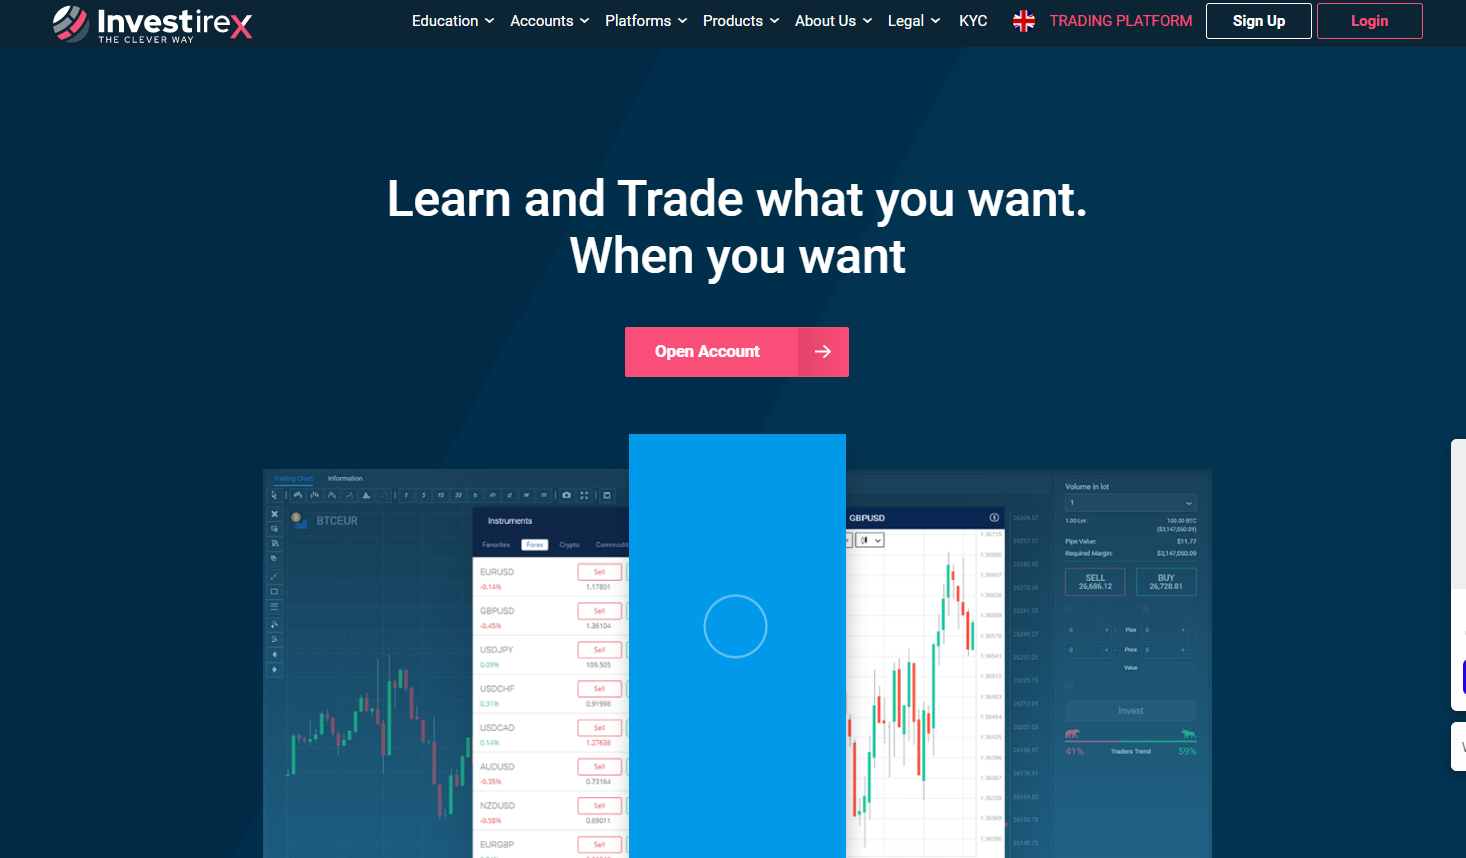 Investirex
THE CLEVER WAY
Education
Accounts
Platforms
Products
About Us
Legal
KYC
TRADING PLATFORM
Sign Up
Login
Learn and Trade what you want.
When you want
Open Account
Trading Chart
Information
BTCEUR
Instruments
Favorites
Forex
Crypto
EURUSD
Sell
-0.14%
1.17801
GBPUSD
Sell
-0.45%
1.36104
USDJPY
Sell
0.09%
109.505
USDCHF
Sell
0.31%
0.91998
USDCAD
Sell
0.14%
1.27638
AUDUSD
Sell
-0.35%
0.73164
NZDUSD
Sell
-0.58%
0.69011
EURGBP
Sell
GBPUSD
Volume in lot
1
1.00 Lot :
100.00 BTC
($3,147,050.09)
Pips Value:
$11.77
Required Margin:
$3,147,050.09
SELL
26,686.12
BUY
26,728.81
0 + - Pips 0 + -
0 + - Price 0 + -
Value
Invest
41%
Traders Trend
59%